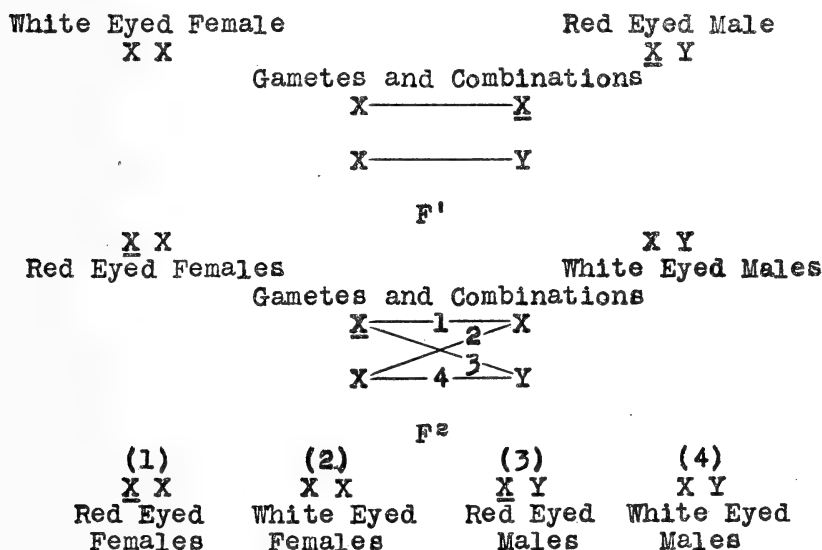 White Eyed Female Red Eyed Male
X X X Y
Gametes and Combinations
X X
X Y
F'
X X X Y
Red Eyed Females White Eyed Males
Gametes and Combinations
X 1 X
2
3
X 4 Y
F²
(1) (2) (3) (4)
X X X X X Y X Y
Red Eyed White Eyed Red Eyed White Eyed
Females Females Males Males